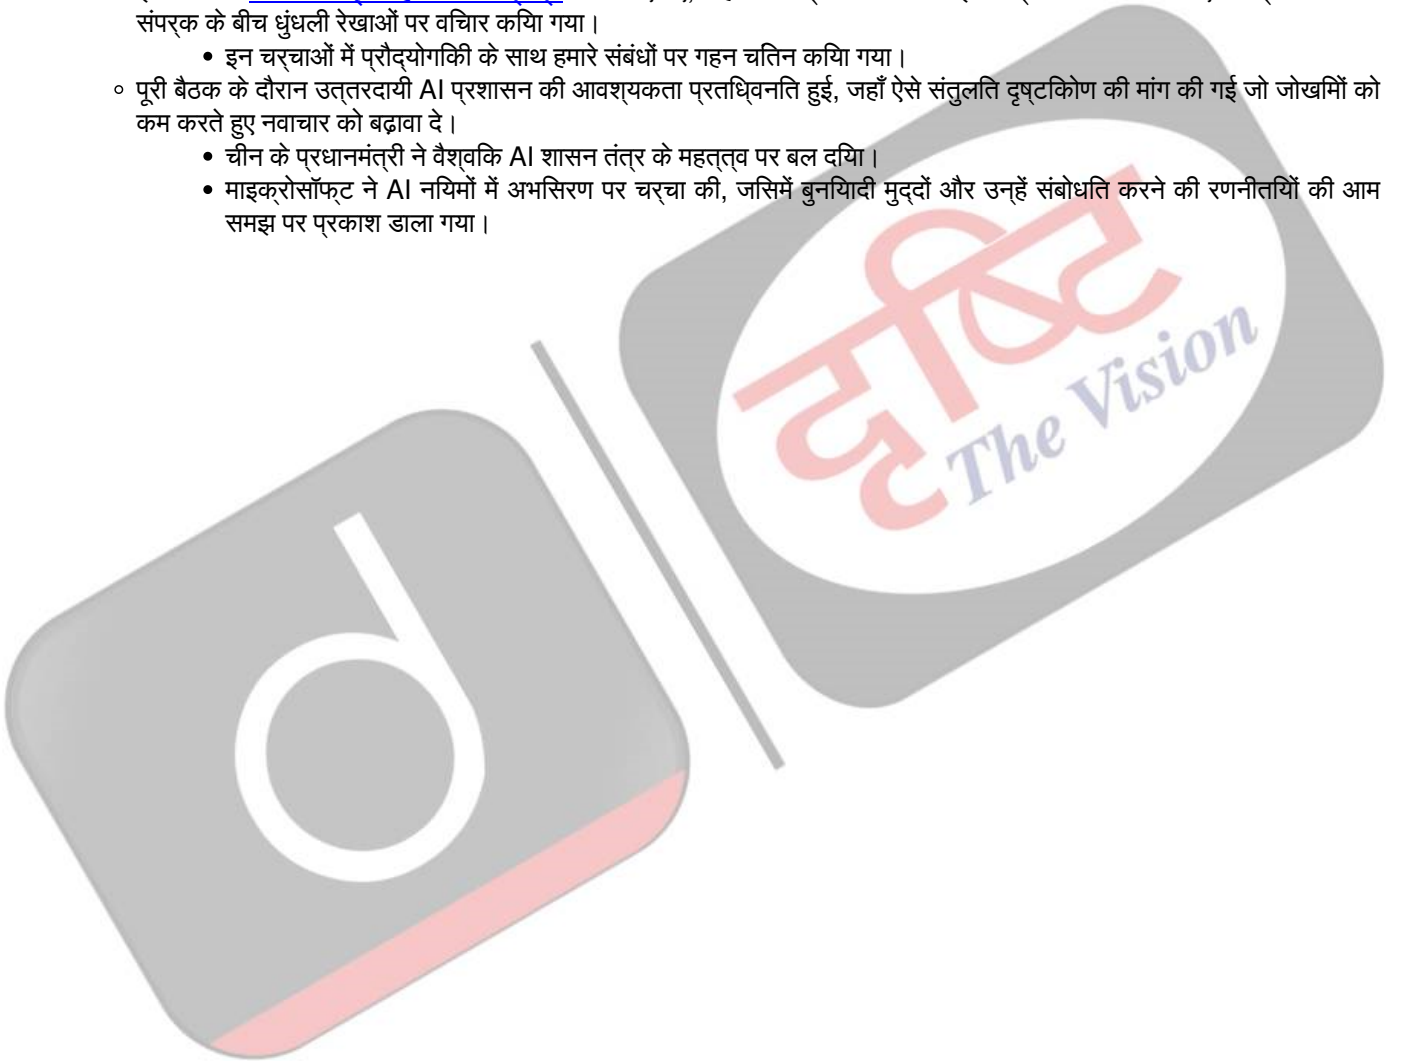 संपर्क के बीच धुंधली रेखाओं पर विचार किया गया।
इन चर्चाओं में प्रौद्योगिकी के साथ हमारे संबंधों पर गहन चिंतन किया गया।
पूरी बैठक के दौरान उत्तरदायी AI प्रशासन की आवश्यकता प्रतिध्वनित हुई, जहाँ ऐसे संतुलित दृष्टिकोण की मांग की गई जो जोखिमों को
कम करते हुए नवाचार को बढ़ावा दे।
चीन के प्रधानमंत्री ने वैश्विक AI शासन तंत्र के महत्त्व पर बल दिया।
माइक्रोसॉफ्ट ने AI नियमों में अभिसरण पर चर्चा की, जिसमें बुनियादी मुद्दों और उन्हें संबोधित करने की रणनीतियों की आम
समझ पर प्रकाश डाला गया।
दृष्टि
The Vision
d